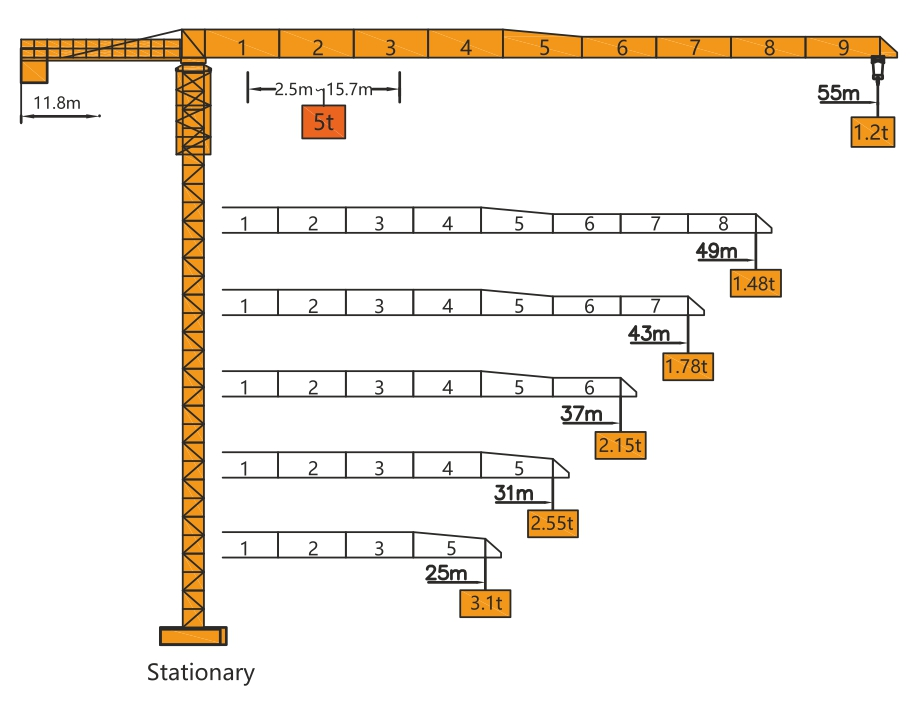 1 2 3 4 5 6 7 8 9
11.8m
2.5m~15.7m
5t
55m
1.2t
1 2 3 4 5 6 7 8
49m
1.48t
1 2 3 4 5 6 7
43m
1.78t
1 2 3 4 5 6
37m
2.15t
1 2 3 4 5
31m
2.55t
1 2 3 5
25m
3.1t
Stationary